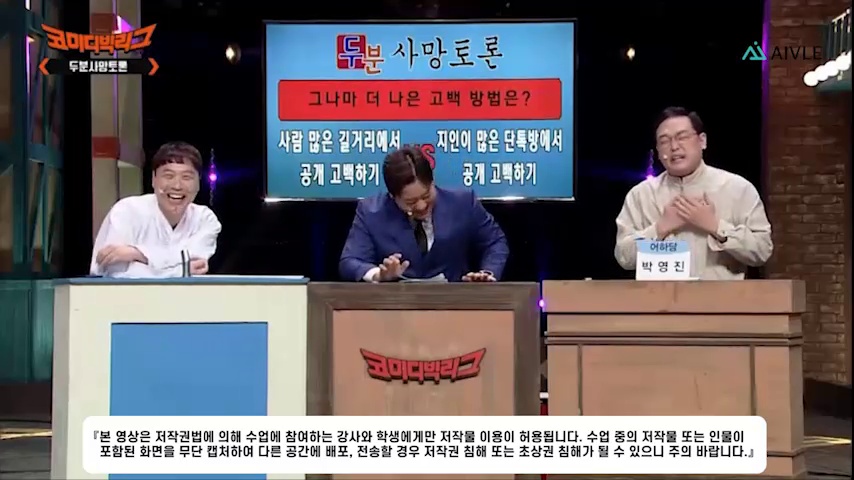 코미디빅리그
두분사망토론
AIVLE
두분 사망토론
그나마 더 나은 고백 방법은?
사람 많은 길거리에서
공개 고백하기
VS
지인이 많은 단톡방에서
공개 고백하기
어하당
박영진
코미디빅리그
『본 영상은 저작권법에 의해 수업에 참여하는 강사와 학생에게만 저작물 이용이 허용됩니다. 수업 중의 저작물 또는 인물이
포함된 화면을 무단 캡처하여 다른 공간에 배포, 전송할 경우 저작권 침해 또는 초상권 침해가 될 수 있으니 주의 바랍니다.』